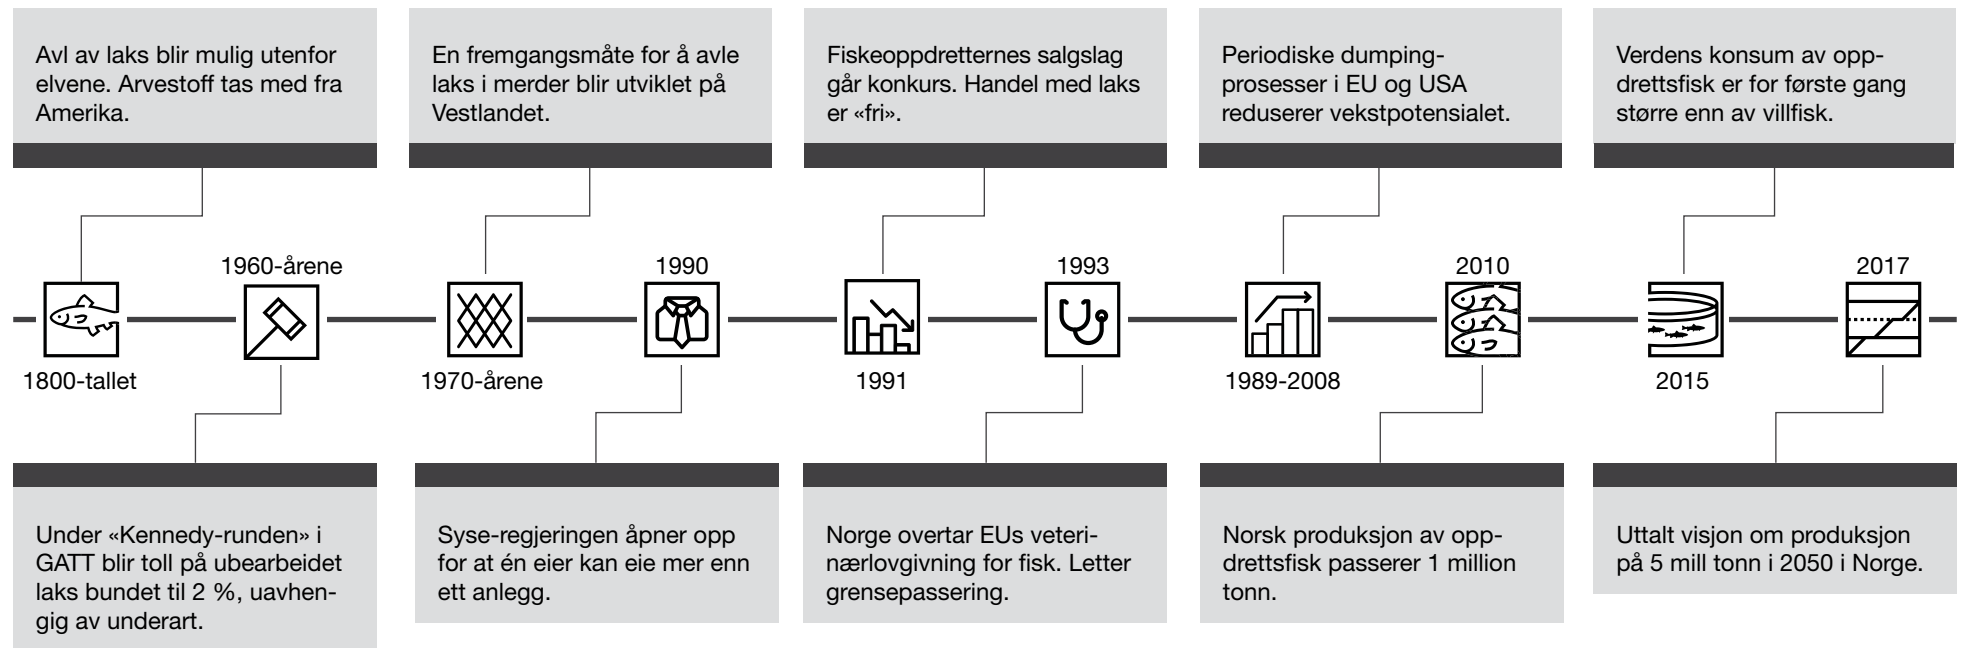 Avl av laks blir mulig utenfor
elvene. Arvestoff tas med fra
Amerika.
En fremgangsmåte for å avle
laks i merder blir utviklet på
Vestlandet.
Fiskeoppdretternes salgslag
går konkurs. Handel med laks
er «fri».
Periodiske dumping-
prosesser i EU og USA
reduserer vekstpotensialet.
Verdens konsum av opp-
drettsfisk er for første gang
større enn av villfisk.
1960-årene
1990
1993
2010
2017
1800-tallet
1970-årene
1991
1989-2008
2015
Under «Kennedy-runden» i
GATT blir toll på ubearbeidet
laks bundet til 2 %, uavhen-
gig av underart.
Syse-regjeringen åpner opp
for at én eier kan eie mer enn
ett anlegg.
Norge overtar EUs veteri-
nærlovgivning for fisk. Letter
grensepassering.
Norsk produksjon av opp-
drettsfisk passerer 1 million
tonn.
Uttalt visjon om produksjon
på 5 mill tonn i 2050 i Norge.